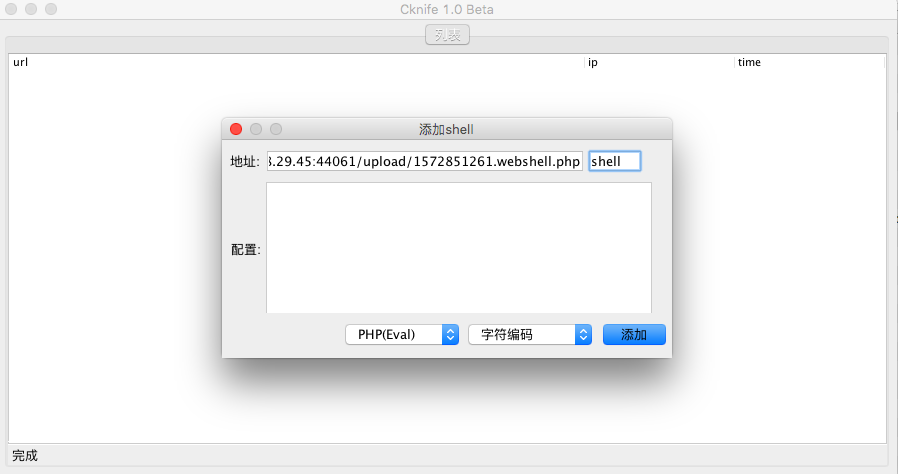 Cknife 1.0 Beta
列表
url ip time
添加shell
地址: 3.29.45:44061/upload/1572851261.webshell.php shell
配置:
PHP(Eval) 字符编码 添加
完成